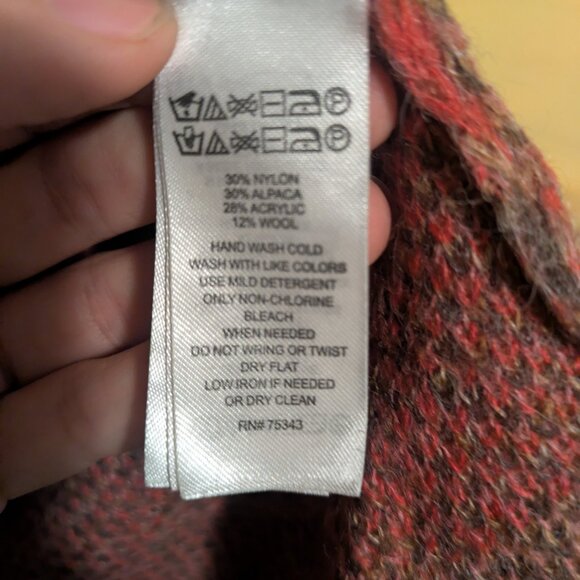 30% NYLON
30% ALPACA
28% ACRYLIC
12% WOOL
HAND WASH COLD
WASH WITH LIKE COLORS
USE MILD DETERGENT
ONLY NON-CHLORINE
BLEACH
WHEN NEEDED
DO NOT WRING OR TWIST
DRY FLAT
LOW IRON IF NEEDED
OR DRY CLEAN
RN# 75343